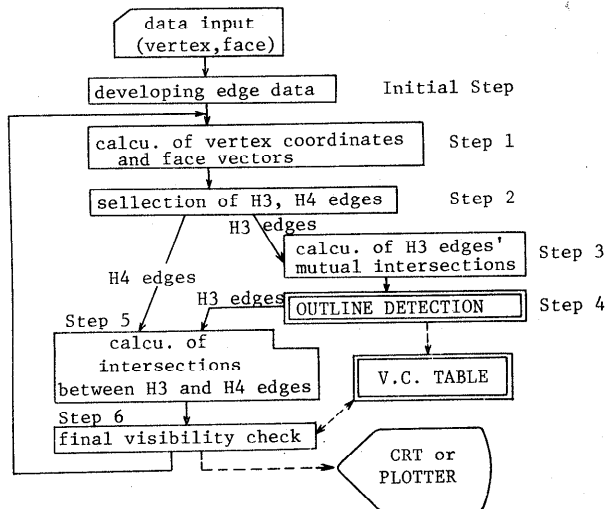 data input
(vertex,face)
developing edge data
Initial Step
calcu. of vertex coordinates
and face vectors
Step 1
sellection of H3, H4 edges
Step 2
H3 edges
calcu. of H3 edges'
mutual intersections
Step 3
H4 edges
H3 edges
OUTLINE DETECTION
Step 4
Step 5
calcu. of
intersections
between H3 and H4 edges
V.C. TABLE
Step 6
final visibility check
CRT or
PLOTTER